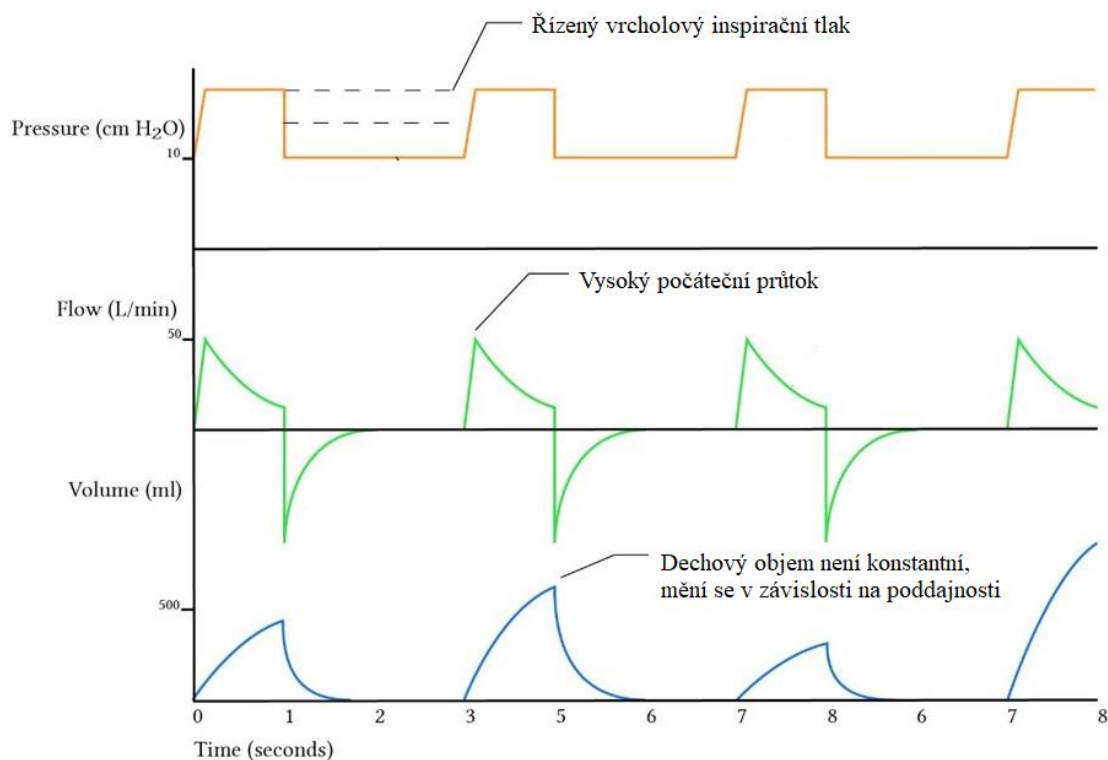 Řízený vrcholový inspirační tlak
Pressure (cm H₂O)
10
Vysoký počáteční průtok
Flow (L/min)
50
Volume (ml)
Dechový objem není konstantní,
mění se v závislosti na poddajnosti
500
0 1 2 3 5 6 7 8 6 7 8
Time (seconds)